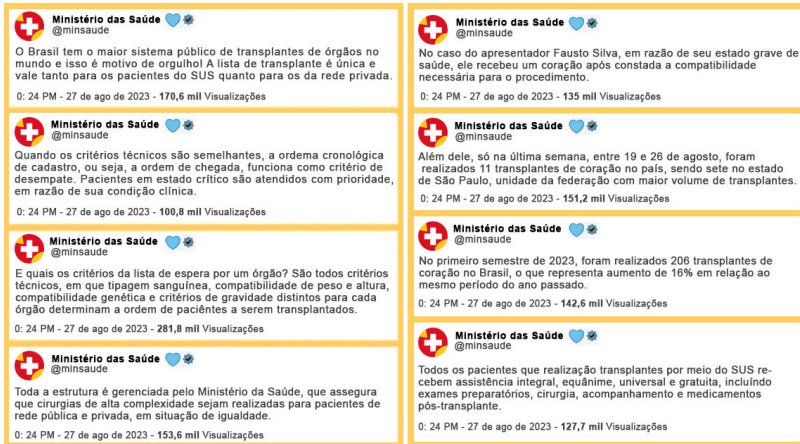 Ministério das Saúde
@minsaude
O Brasil tem o maior sistema público de transplantes de órgãos no
mundo e isso é motivo de orgulho! A lista de transplante é única e
vale tanto para os pacientes do SUS quanto para os da rede privada.
0: 24 PM - 27 de ago de 2023 - 170,6 mil Visualizações
Ministério das Saúde
@minsaude
Quando os critérios técnicos são semelhantes, a ordema cronológica
de cadastro, ou seja, a ordem de chegada, funciona como critério de
desempate. Pacientes em estado crítico são atendidos com prioridade,
em razão de sua condição clínica.
0: 24 PM - 27 de ago de 2023 - 100,8 mil Visualizações
Ministério das Saúde
@minsaude
E quais os critérios da lista de espera por um órgão? São todos critérios
técnicos, em que tipagem sanguínea, compatibilidade de peso e altura,
compatibilidade genética e critérios de gravidade distintos para cada
órgão determinam a ordem de paciêntes a serem transplantados.
0: 24 PM - 27 de ago de 2023 - 281,8 mil Visualizações
Ministério das Saúde
@minsaude
Toda a estrutura é gerenciada pelo Ministério da Saúde, que assegura
que cirurgias de alta complexidade sejam realizadas para pacientes de
rede pública e privada, em situação de igualdade.
0: 24 PM - 27 de ago de 2023 - 153,6 mil Visualizações
Ministério das Saúde
@minsaude
No caso do apresentador Fausto Silva, em razão de seu estado grave de
saúde, ele recebeu um coração após constada a compatibilidade
necessária para o procedimento.
0: 24 PM - 27 de ago de 2023 - 135 mil Visualizações
Ministério das Saúde
@minsaude
Além dele, só na última semana, entre 19 e 26 de agosto, foram
realizados 11 transplantes de coração no país, sendo sete no estado
de São Paulo, unidade da federação com maior volume de transplantes.
0: 24 PM - 27 de ago de 2023 - 151,2 mil Visualizações
Ministério das Saúde
@minsaude
No primeiro semestre de 2023, foram realizados 206 transplantes de
coração no Brasil, o que representa aumento de 16% em relação ao
mesmo período do ano passado.
0: 24 PM - 27 de ago de 2023 - 142,6 mil Visualizações
Ministério das Saúde
@minsaude
Todos os pacientes que realização transplantes por meio do SUS re-
cebem assistência integral, equânime, universal e gratuita, incluíndo
exames preparatórios, cirurgia, acompanhamento e medicamentos
pós-transplante.
0: 24 PM - 27 de ago de 2023 - 127,7 mil Visualizações